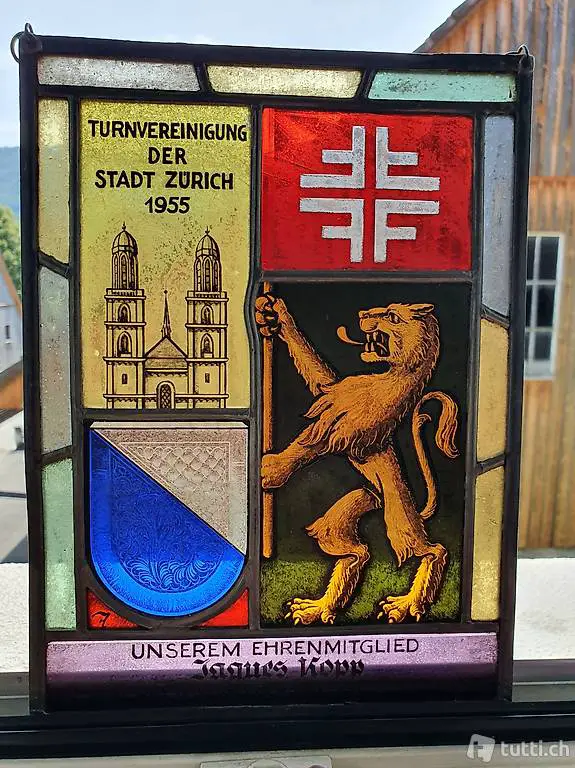 TURNVEREINIGUNG
DER
STADT ZÜRICH
1955
UNSEREM EHRENMITGLIED
Jaques Kopp
tutti.ch